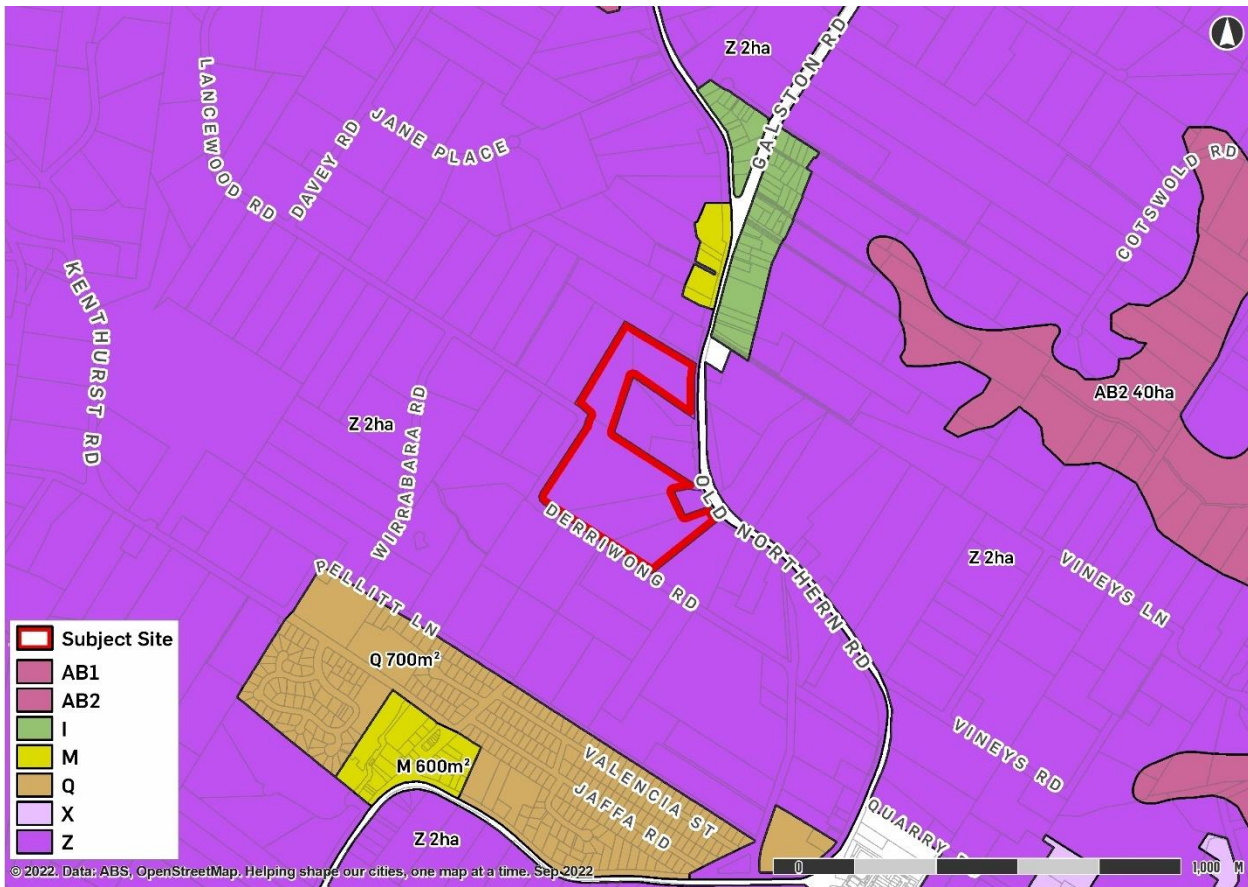 Z 2ha
GALSTON RD
LANCEWOOD RD
DAVEY RD
JANE PLACE
COTSWOLD RD
KENTHURST RD
AB2 40ha
WIRRABARA RD
Z 2ha
OLD NORTHERN RD
DERRIWONG RD
Z 2ha
VINEYS LN
PELLITT LN
Q 700m²
VALENCIA ST
JAFFA RD
M 600m²
VINEYS RD
Z 2ha
QUARRY
Subject Site
AB1
AB2
I
M
Q
X
Z
0 1,000 M
© 2022. Data: ABS, OpenStreetMap. Helping shape our cities, one map at a time. Sep 2022